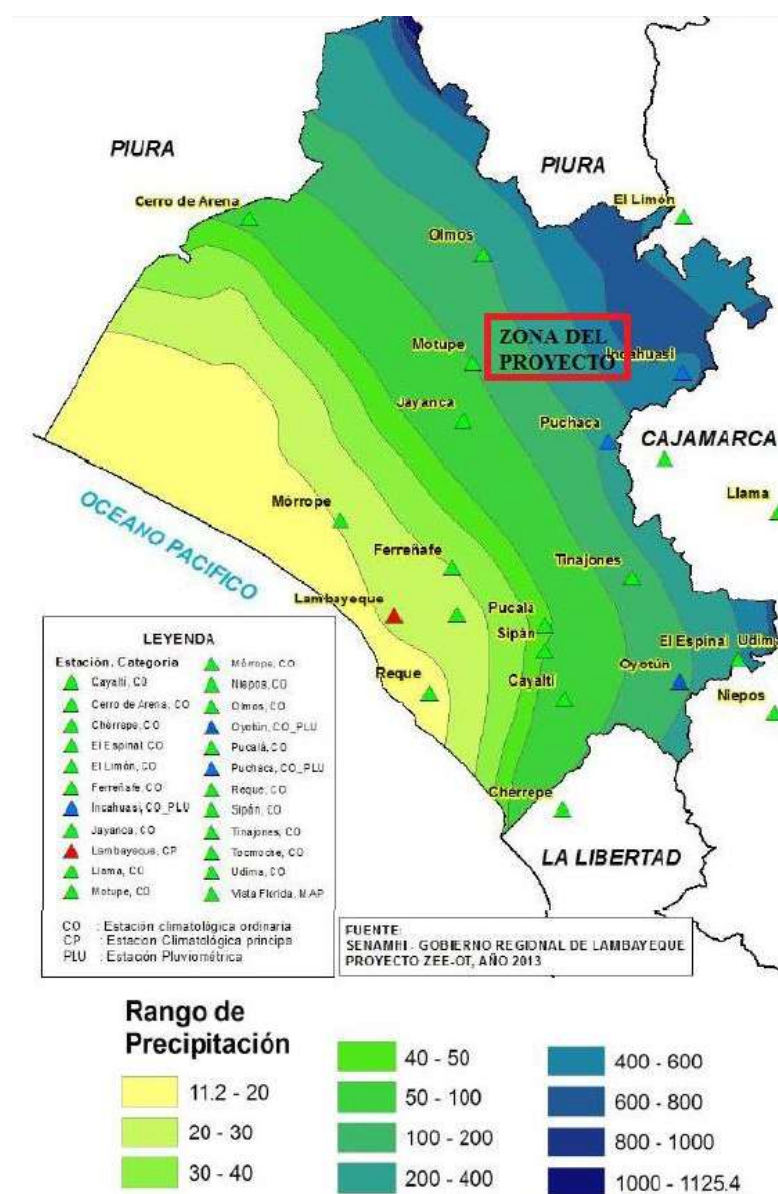 PIURA
PIURA
Cerro de Arena
El Limón
Olmos
ZONA DEL
PROYECTO
Motupe
Incahuasi
Jayanca
Puchaca
CAJAMARCA
Llama
OCEANO PACIFICO
Mórrope
Ferreñafe
Tinajones
Lambayeque
Pucalá
Sipán
El Espinal
Udima
Reque
Cayaltí
Oyotún
Niepos
Chérrepe
LA LIBERTAD
LEYENDA
Estación, Categoria
Cayaltí, CO
Cerro de Arena, CO
Chérrepe, CO
El Espinal CO
El Limón, CO
Ferreñafe, CO
Incahuasi, CO_PLU
Jayanca, CO
Lambayeque, CP
Llama, CO
Motupe, CO
Mórrope, CO
Niepos, CO
Olmos, CO
Oyotún, CO_PLU
Pucalá, CO
Puchaca, CO_PLU
Reque, CO
Sipán, CO
Tinajones, CO
Tocmoche, CO
Udima, CO
Vista Florida, MAP
CO : Estación climatológica ordinaria
CP : Estacion Climatológica principa
PLU : Estación Pluviométrica
FUENTE:
SENAMHI - GOBIERNO REGIONAL DE LAMBAYEQUE
PROYECTO ZEE-OT, AÑO 2013
Rango de
Precipitación
11.2 - 20
20 - 30
30 - 40
40 - 50
50 - 100
100 - 200
200 - 400
400 - 600
600 - 800
800 - 1000
1000 - 1125.4